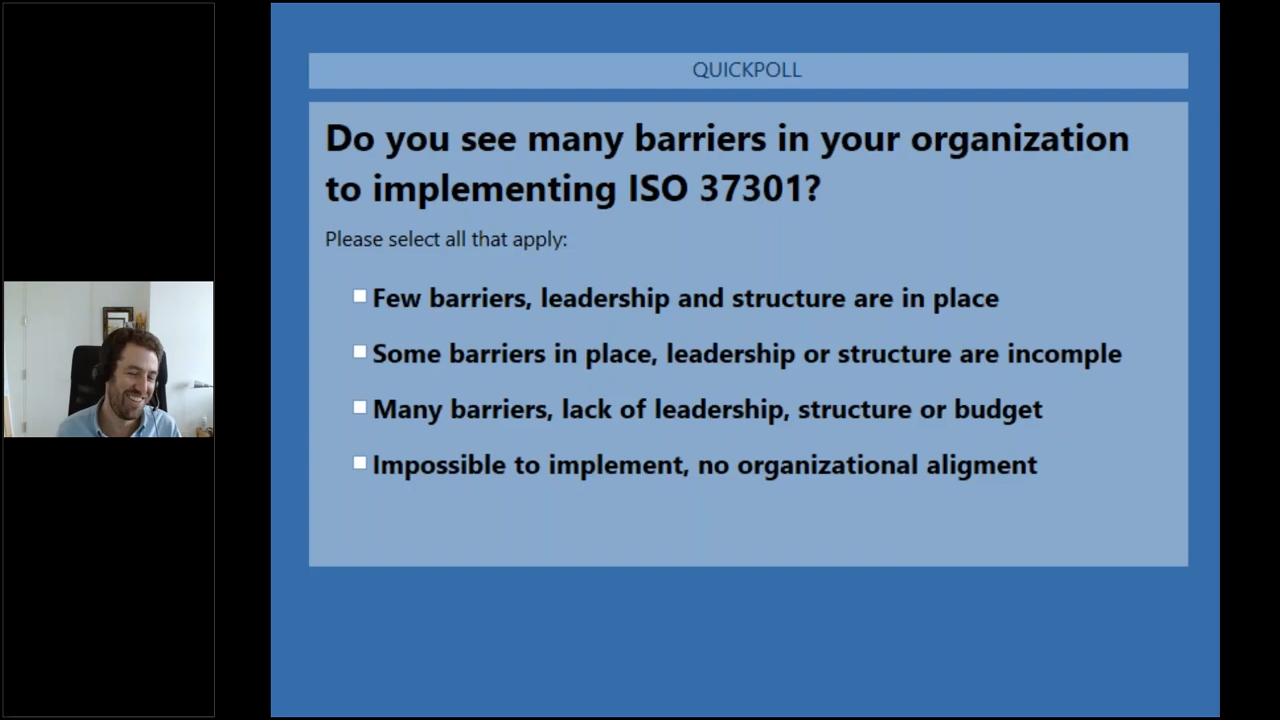 QUICKPOLL
Do you see many barriers in your organization
to implementing ISO 37301?
Please select all that apply:
Few barriers, leadership and structure are in place
Some barriers in place, leadership or structure are incomple
Many barriers, lack of leadership, structure or budget
Impossible to implement, no organizational aligment